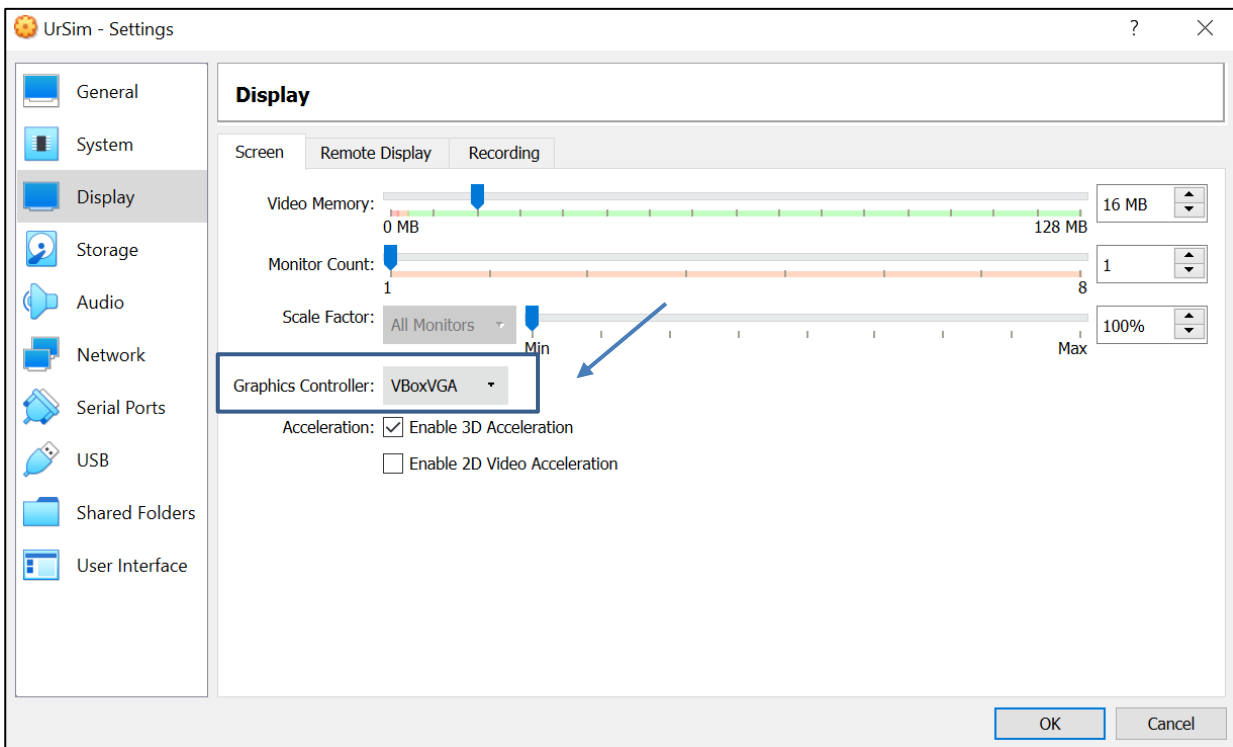 UrSim - Settings
?
General
System
Display
Storage
Audio
Network
Serial Ports
USB
Shared Folders
User Interface
Display
Screen Remote Display Recording
Video Memory: 16 MB
0 MB 128 MB
Monitor Count: 1
1 8
Scale Factor: All Monitors 100%
Min Max
Graphics Controller: VBoxVGA
Acceleration: Enable 3D Acceleration
Enable 2D Video Acceleration
OK Cancel